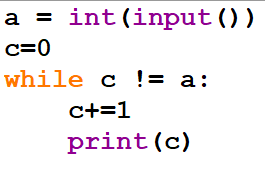 a = int(input())
c=0
while c != a:
    c+=1
    print(c)